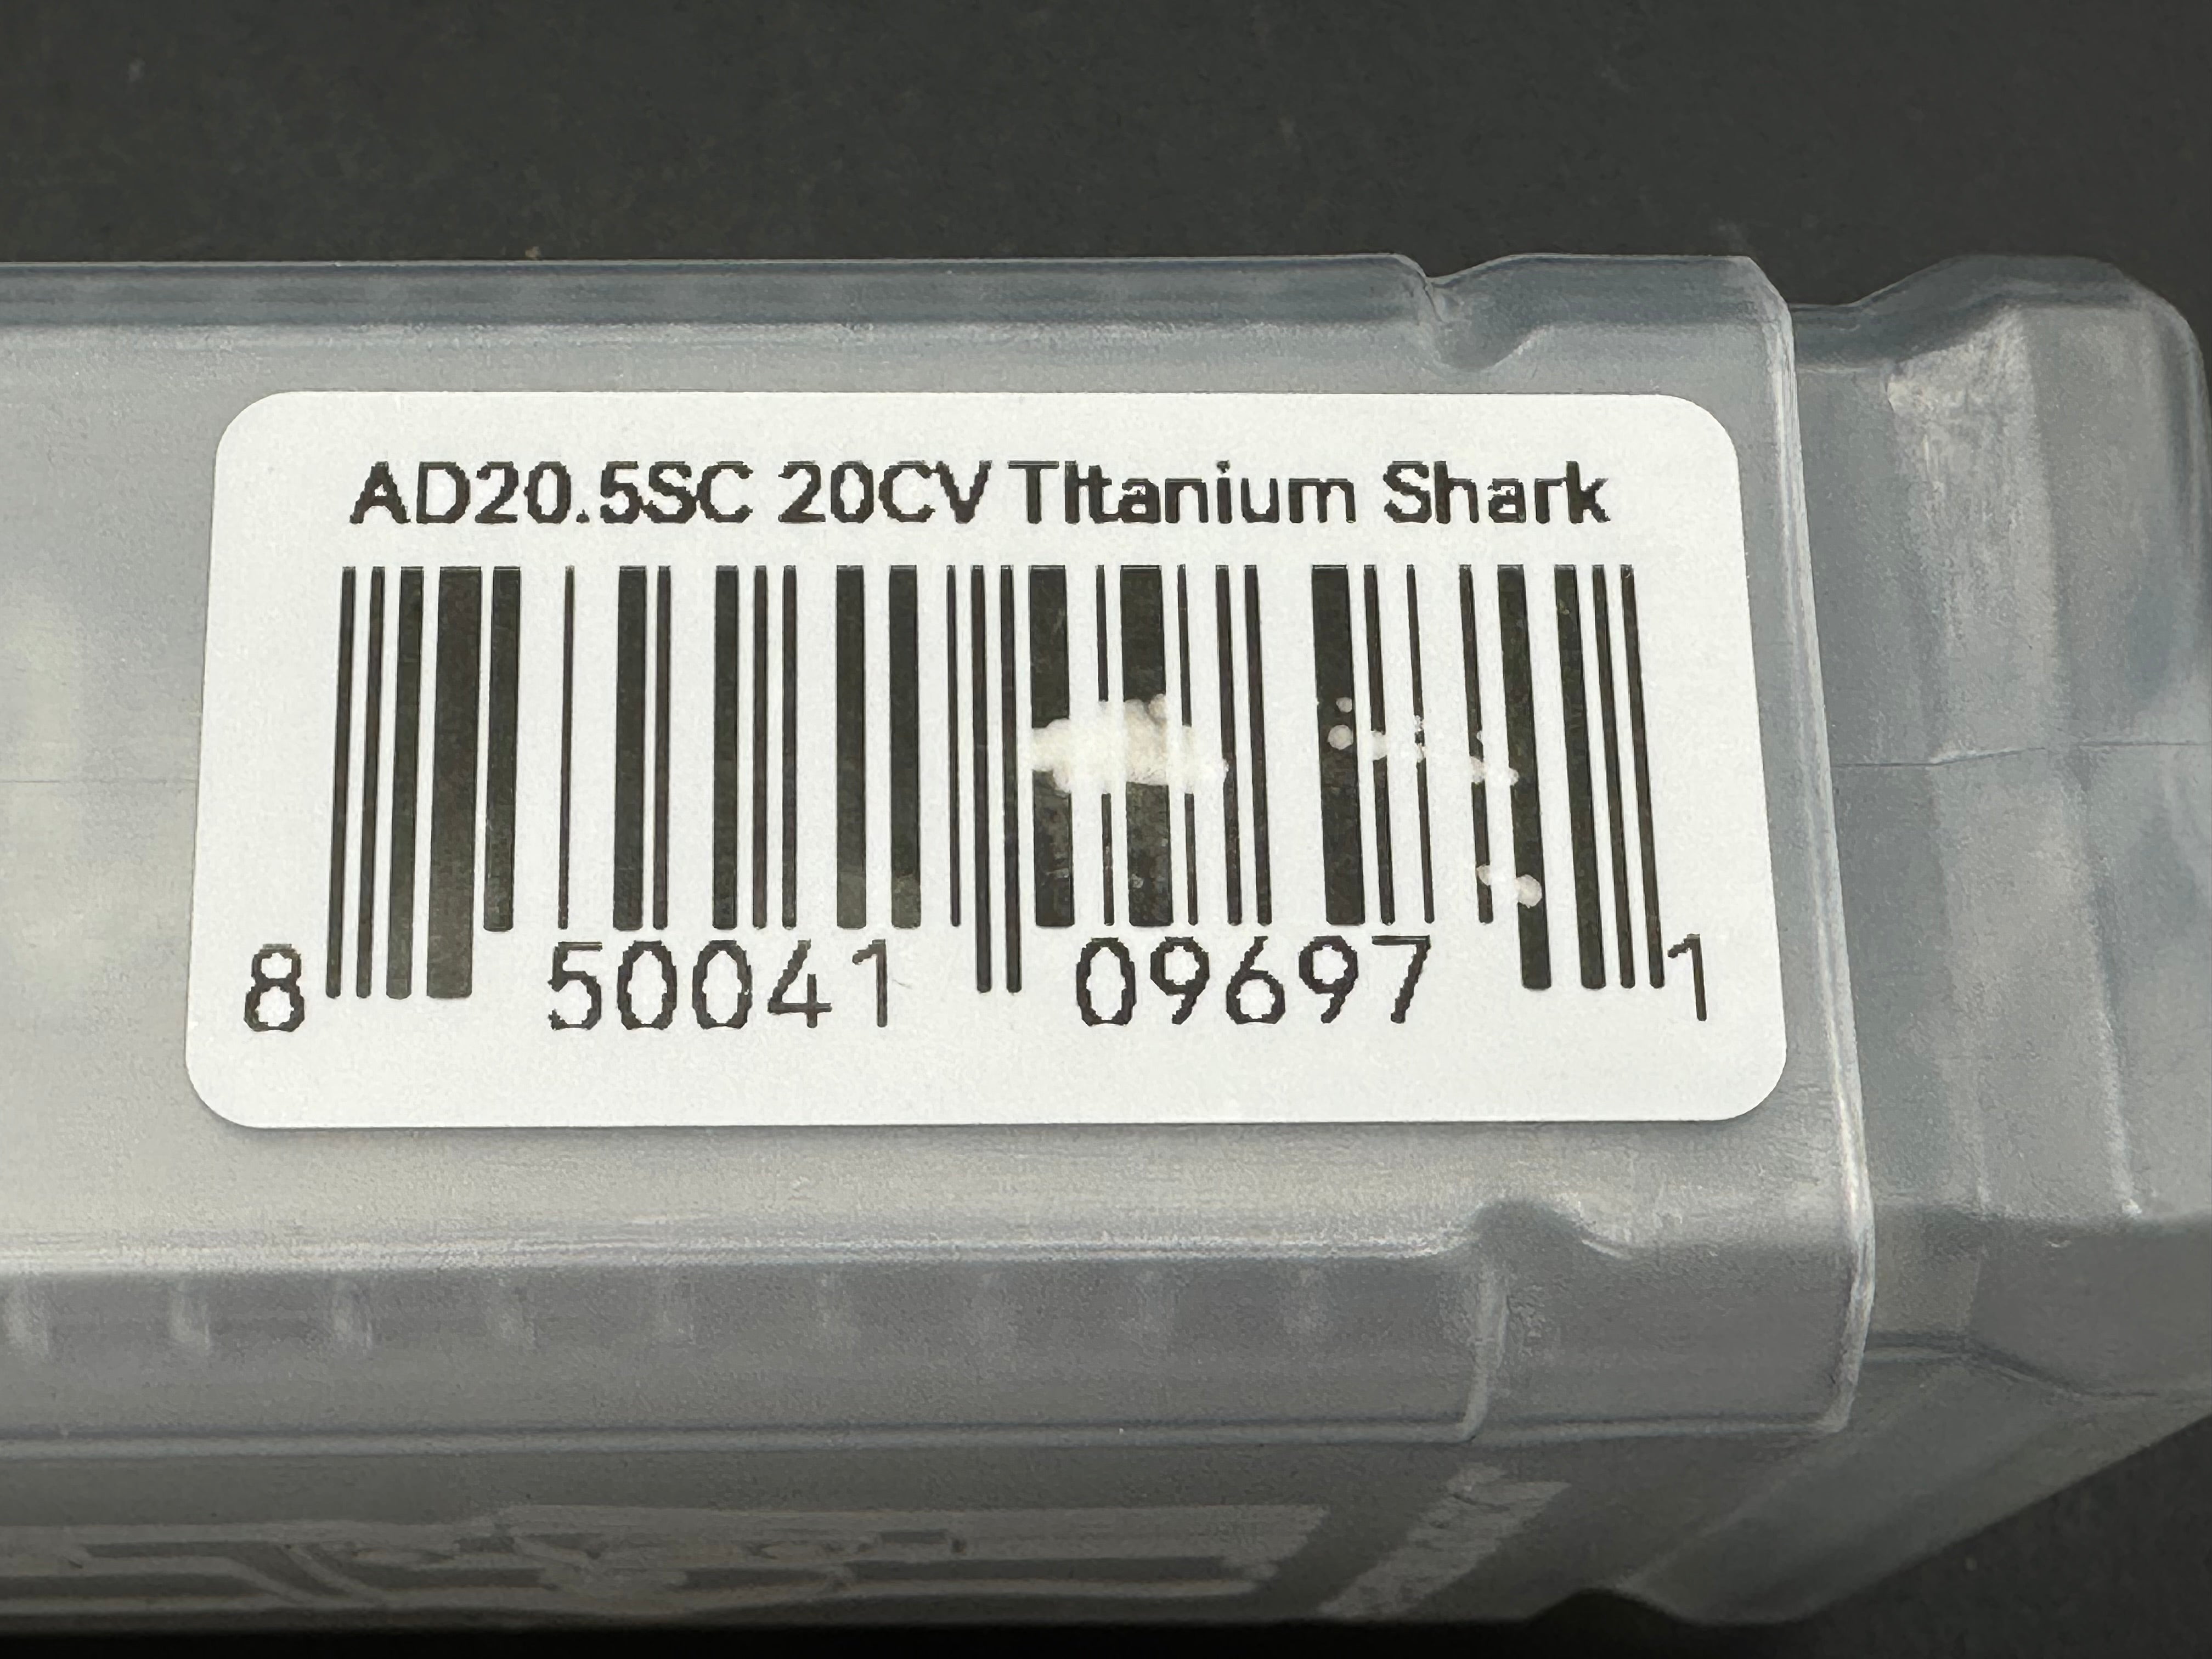 AD20.5SC 20CV TItanium Shark
8 50041 09697 1